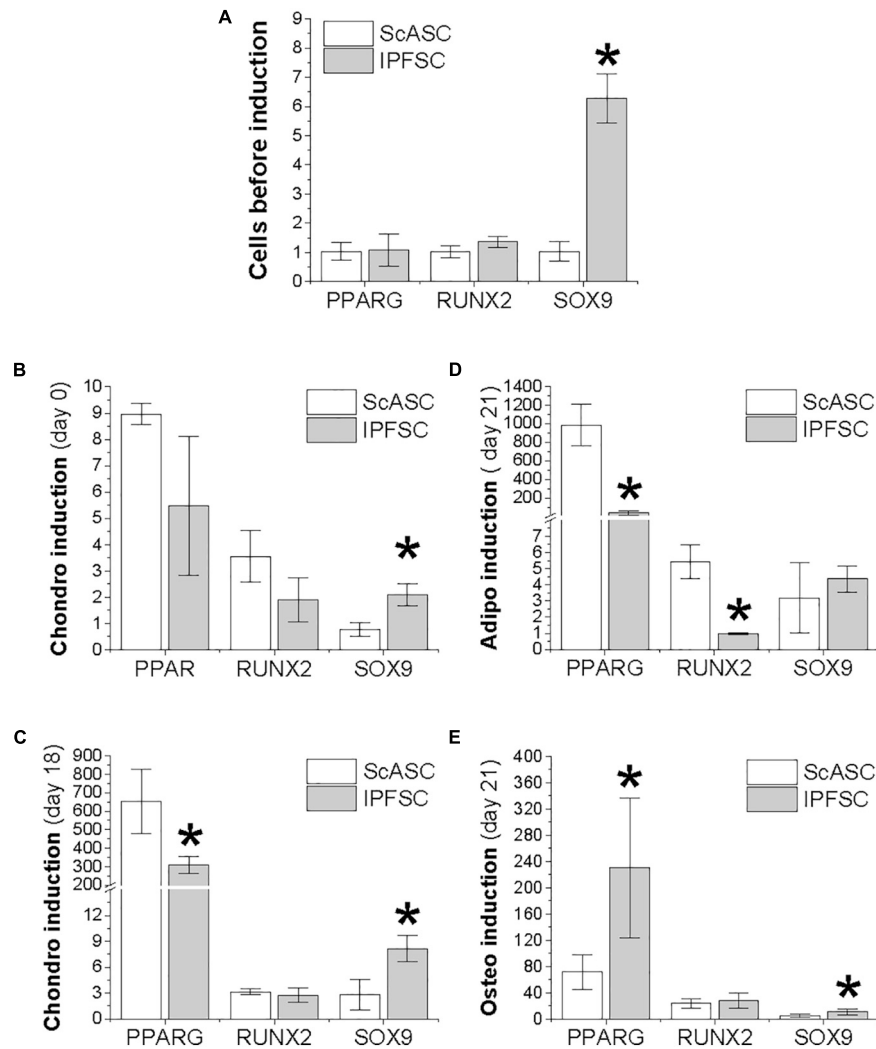 A
Cells before induction
9
8
7
6
5
4
3
2
1
0
ScASC
IPFSC
*
PPARG RUNX2 SOX9
B
Chondro induction (day 0)
10
9
8
7
6
5
4
3
2
1
0
ScASC
IPFSC
*
PPAR RUNX2 SOX9
D
Adipo induction ( day 21)
1400
1200
1000
800
600
400
200
7
6
5
4
3
2
1
0
ScASC
IPFSC
*
*
PPARG RUNX2 SOX9
C
Chondro induction (day 18)
900
800
700
600
500
400
300
200
12
9
6
3
0
ScASC
IPFSC
*
*
PPARG RUNX2 SOX9
E
Osteo induction (day 21)
400
360
320
280
240
200
160
120
80
40
0
ScASC
IPFSC
*
*
PPARG RUNX2 SOX9